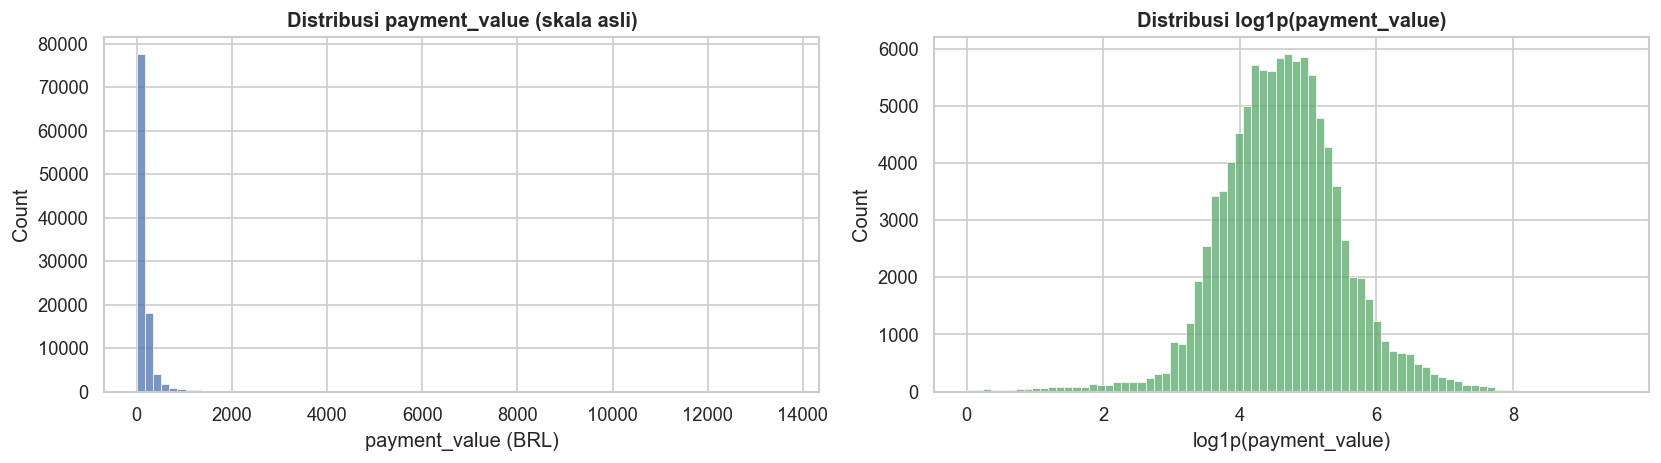 Distribusi payment_value (skala asli)
80000
70000
60000
50000
40000
30000
20000
10000
0
Count
0 2000 4000 6000 8000 10000 12000 14000
payment_value (BRL)
Distribusi log1p(payment_value)
6000
5000
4000
3000
2000
1000
0
Count
0 2 4 6 8
log1p(payment_value)